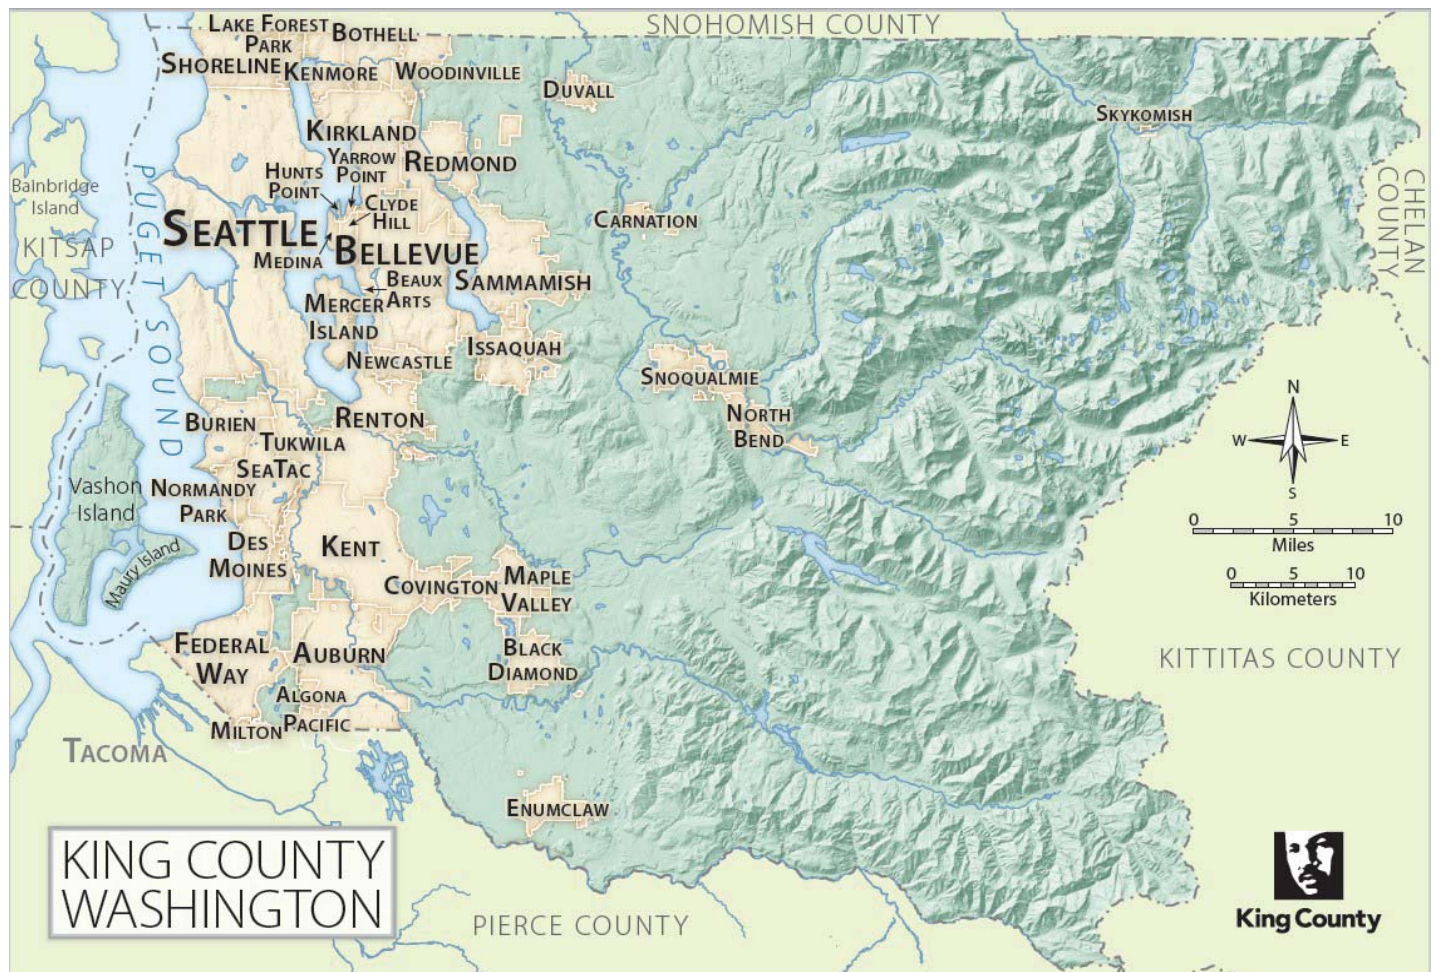 SNOHOMISH COUNTY
LAKE FOREST
PARK
BOTHELL
SHORELINE
KENMORE
WOODINVILLE
DUVALL
SKYKOMISH
KIRKLAND
YARROW
POINT
REDMOND
HUNTS
POINT
CLYDE
HILL
CARNATION
CHELAN
COUNTY
Bainbridge
Island
KITSAP
COUNTY
PUGET SOUND
SEATTLE
MEDINA
BELLEVUE
BEAUX
ARTS
SAMMAMISH
MERCER
ISLAND
NEWCASTLE
ISSAQUAH
SNOQUALMIE
NORTH
BEND
N
W
E
S
BURIEN
RENTON
TUKWILA
SEATAC
NORMANDY
PARK
Vashon
Island
Maury Island
DES
MOINES
KENT
COVINGTON
MAPLE
VALLEY
0 5 10
Miles
0 5 10
Kilometers
FEDERAL
WAY
AUBURN
BLACK
DIAMOND
KITTITAS COUNTY
ALGONA
PACIFIC
MILTON
TACOMA
ENUMCLAW
KING COUNTY
WASHINGTON
PIERCE COUNTY
King County